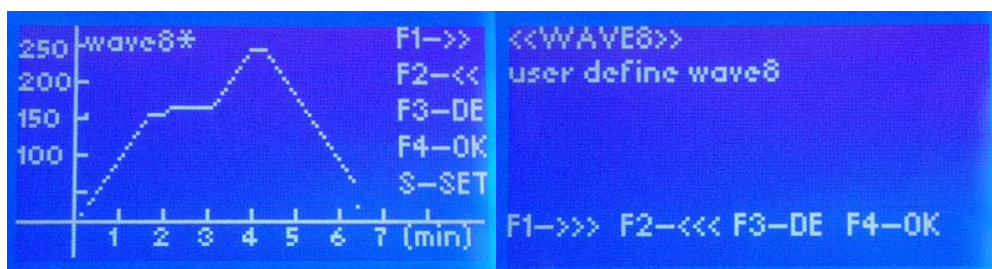 250 wave8* F1->>
200 F2-<<
150 F3-DE
100 F4-OK
S-SET
1 2 3 4 5 6 7 (min)
<<WAVE8>>
user define wave8
F1->>> F2-<<< F3-DE F4-OK